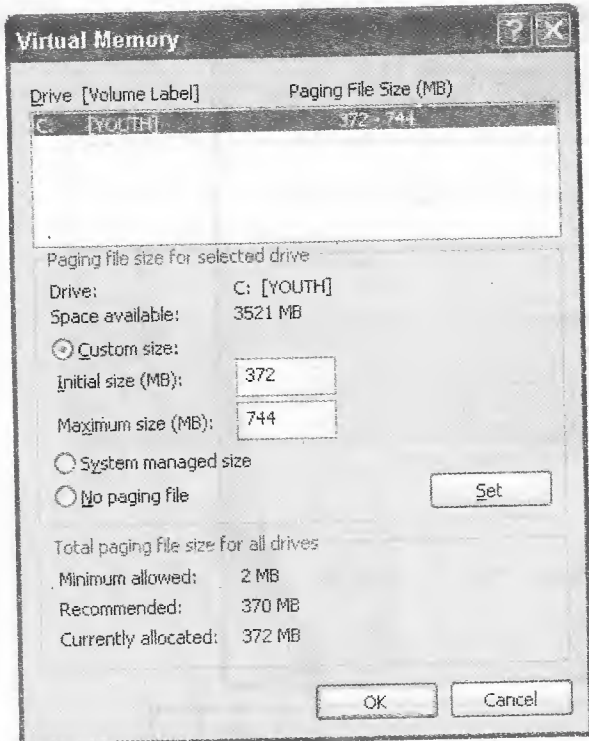 Virtual Memory
Drive [Volume Label] Paging File Size (MB)
C: [YOUTH] 372 - 744
Paging file size for selected drive
Drive: C: [YOUTH]
Space available: 3521 MB
Custom size:
Initial size (MB): 372
Maximum size (MB): 744
System managed size
No paging file
Set
Total paging file size for all drives
Minimum allowed: 2 MB
Recommended: 370 MB
Currently allocated: 372 MB
OK Cancel